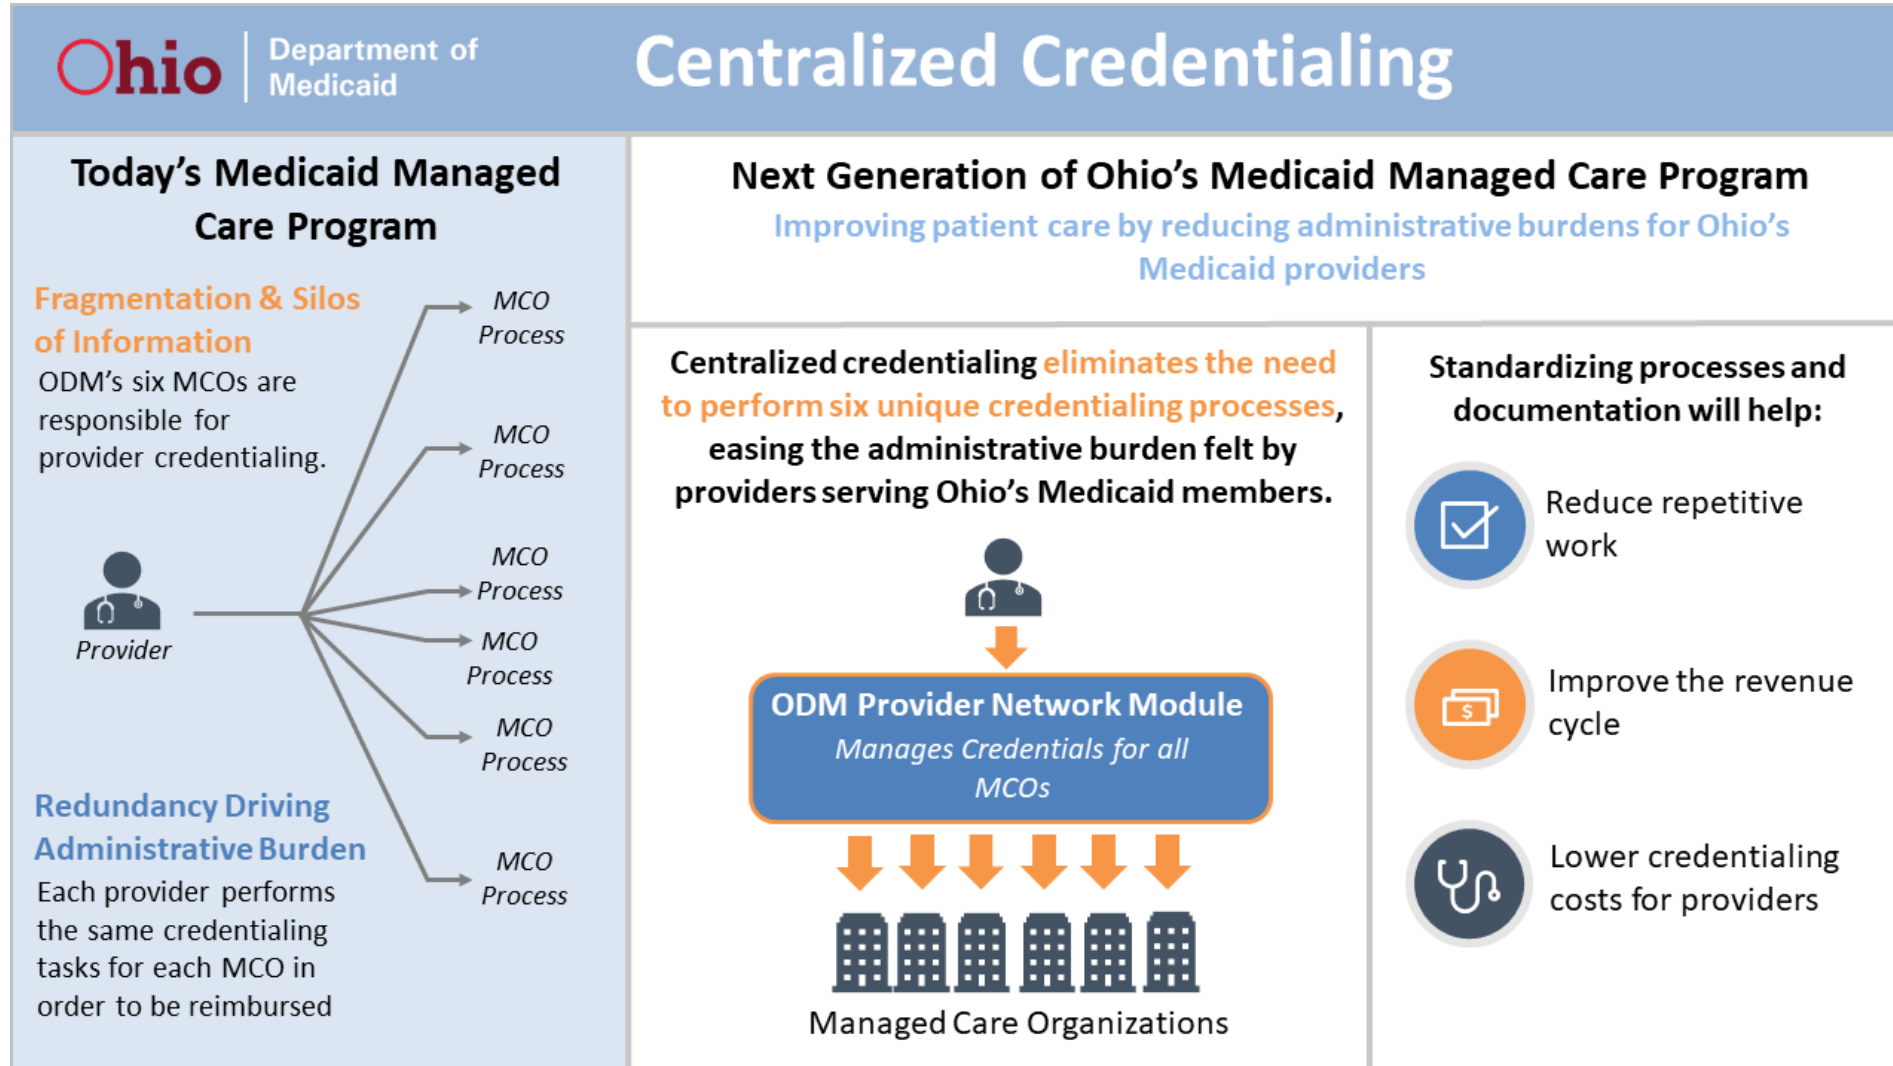 Ohio
Department of
Medicaid
Centralized Credentialing
Today's Medicaid Managed
Care Program
Fragmentation & Silos
of Information
ODM's six MCOs are
responsible for
provider credentialing.
Provider
MCO
Process
MCO
Process
MCO
Process
MCO
Process
MCO
Process
MCO
Process
Redundancy Driving
Administrative Burden
Each provider performs
the same credentialing
tasks for each MCO in
order to be reimbursed
Next Generation of Ohio's Medicaid Managed Care Program
Improving patient care by reducing administrative burdens for Ohio's
Medicaid providers
Centralized credentialing eliminates the need
to perform six unique credentialing processes,
easing the administrative burden felt by
providers serving Ohio's Medicaid members.
ODM Provider Network Module
Manages Credentials for all
MCOs
Managed Care Organizations
Standardizing processes and
documentation will help:
Reduce repetitive
work
$
Improve the revenue
cycle
Lower credentialing
costs for providers